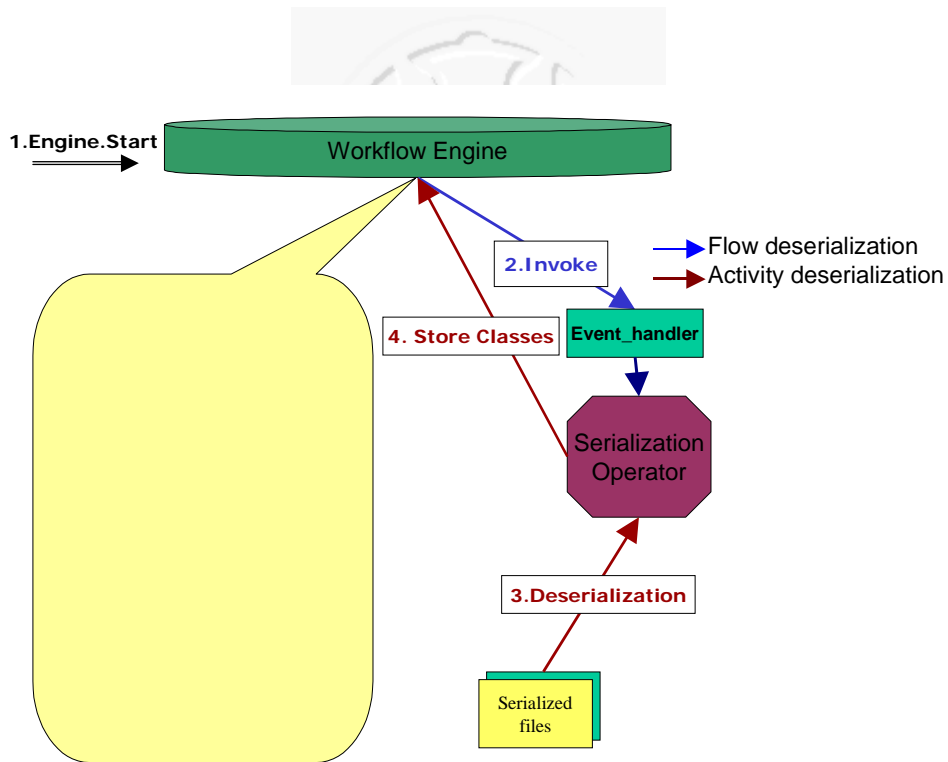 1.Engine.Start
Workflow Engine
2.Invoke
Flow deserialization
Activity deserialization
4. Store Classes
Event_handler
Serialization
Operator
3.Deserialization
Serialized
files